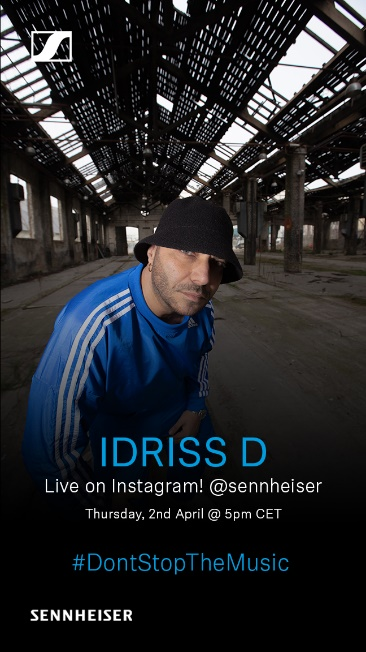 IDRISS D
Live on Instagram! @sennheiser
Thursday, 2nd April @ 5pm CET
#DontStopTheMusic
SENNHEISER